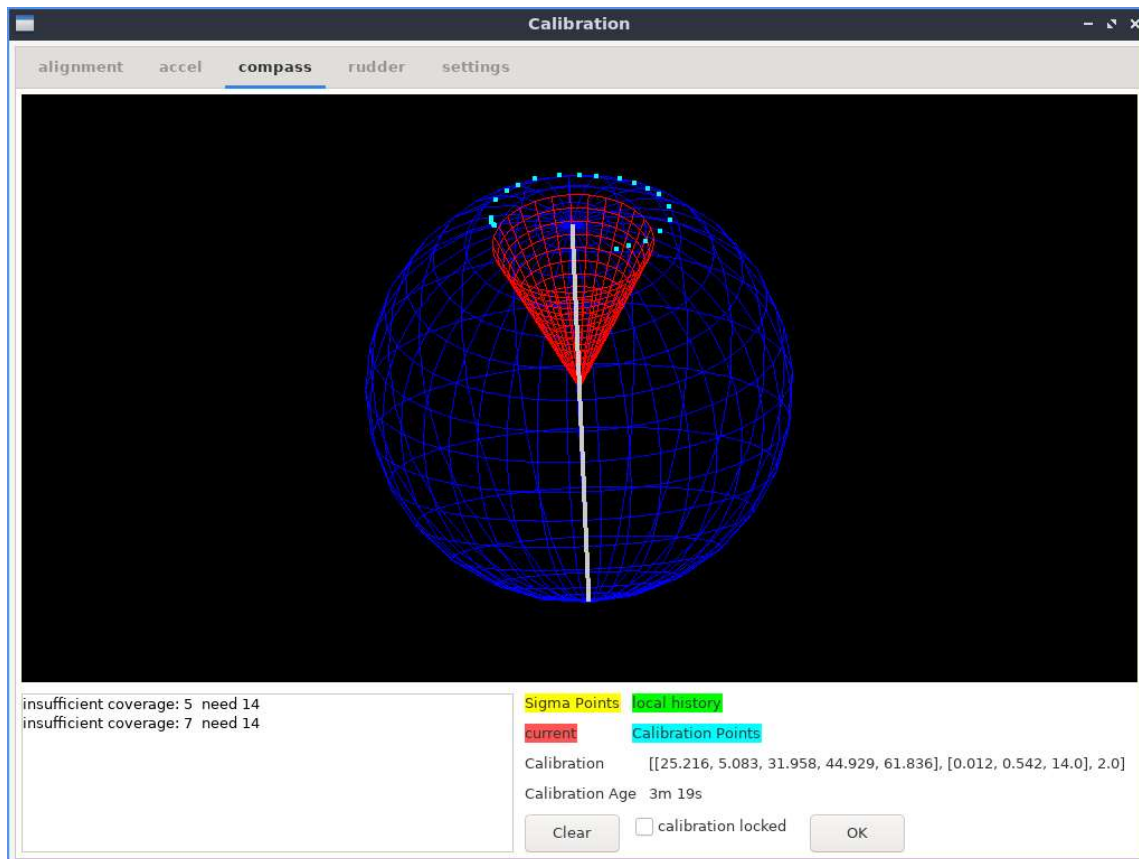 Calibration
alignment accel compass rudder settings
insufficient coverage: 5 need 14
insufficient coverage: 7 need 14
Sigma Points local history
current Calibration Points
Calibration [[25.216, 5.083, 31.958, 44.929, 61.836], [0.012, 0.542, 14.0], 2.0]
Calibration Age 3m 19s
Clear calibration locked OK